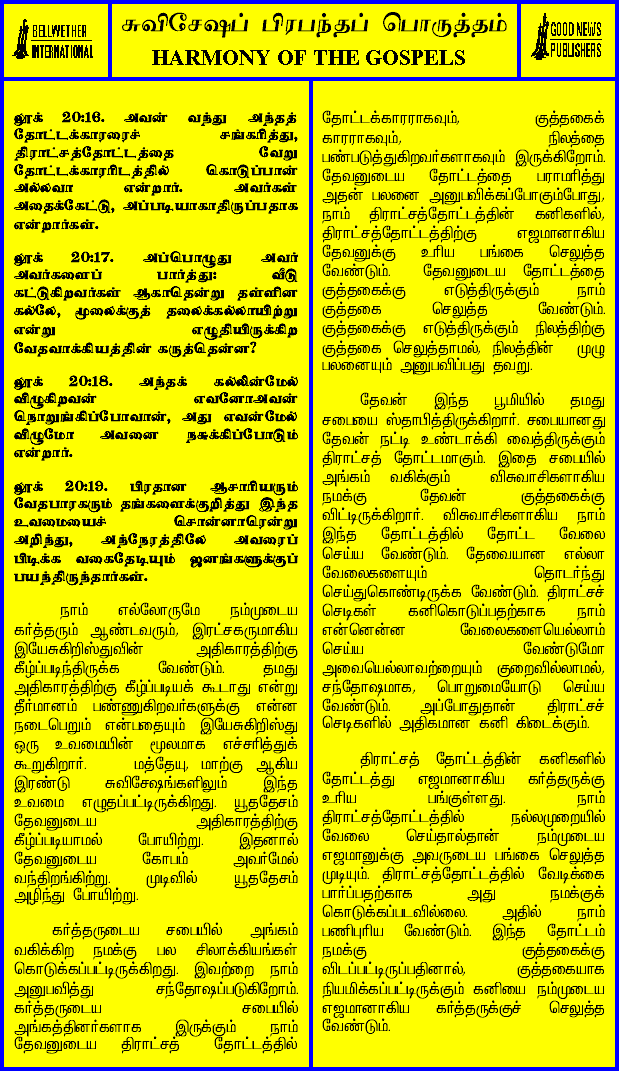 BELLWETHER
INTERNATIONAL
சுவிசேஷப் பிரபந்தப் பொருத்தம்
HARMONY OF THE GOSPELS
GOOD NEWS
PUBLISHERS
லூக் 20:16. அவன் வந்து அந்தத்
தோட்டக்காரரைச் சங்கரித்து,
திராட்சத்தோட்டத்தை வேறு
தோட்டக்காரரிடத்தில் கொடுப்பான்
அல்லவா என்றார். அவர்கள்
அதைக்கேட்டு, அப்படியாகாதிருப்பதாக
என்றார்கள்.
லூக் 20:17. அப்பொழுது அவர்
அவர்களைப் பார்த்து: வீடு
கட்டுகிறவர்கள் ஆகாதென்று தள்ளின
கல்லே, மூலைக்குத் தலைக்கல்லாயிற்று
என்று எழுதியிருக்கிற
வேதவாக்கியத்தின் கருத்தென்ன?
லூக் 20:18. அந்தக் கல்லின்மேல்
விழுகிறவன் எவனோஅவன்
நொறுங்கிப்போவான், அது எவன்மேல்
விழுமோ அவனை நசுக்கிப்போடும்
என்றார்.
லூக் 20:19. பிரதான ஆசாரியரும்
வேதபாரகரும் தங்களைக்குறித்து இந்த
உவமையைச் சொன்னாரென்று
அறிந்து, அந்நேரத்திலே அவரைப்
பிடிக்க வகைதேடியும் ஜனங்களுக்குப்
பயந்திருந்தார்கள்.
நாம் எல்லோருமே நம்முடைய
கர்த்தரும் ஆண்டவரும், இரட்சகருமாகிய
இயேசுகிறிஸ்துவின் அதிகாரத்திற்கு
கீழ்ப்படிந்திருக்க வேண்டும். தமது
அதிகாரத்திற்கு கீழ்ப்படியக் கூடாது என்று
தீர்மானம் பண்ணுகிறவர்களுக்கு என்ன
நடைபெறும் என்பதையும் இயேசுகிறிஸ்து
ஒரு உவமையின் மூலமாக எச்சரித்துக்
கூறுகிறார். மத்தேயு, மாற்கு ஆகிய
இரண்டு சுவிசேஷங்களிலும் இந்த
உவமை எழுதப்பட்டிருக்கிறது. யூததேசம்
தேவனுடைய அதிகாரத்திற்கு
கீழ்ப்படியாமல் போயிற்று. இதனால்
தேவனுடைய கோபம் அவர்மேல்
வந்திறங்கிற்று. முடிவில் யூததேசம்
அழிந்து போயிற்று.
கர்த்தருடைய சபையில் அங்கம்
வகிக்கிற நமக்கு பல சிலாக்கியங்கள்
கொடுக்கப்பட்டிருக்கிறது. இவற்றை நாம்
அனுபவித்து சந்தோஷப்படுகிறோம்.
கர்த்தருடைய சபையில்
அங்கத்தினர்களாக இருக்கும் நாம்
தேவனுடைய திராட்சத் தோட்டத்தில்
தோட்டக்காரராகவும், குத்தகைக்
காரராகவும், நிலத்தை
பண்படுத்துகிறவர்களாகவும் இருக்கிறோம்.
தேவனுடைய தோட்டத்தை பராமரித்து
அதன் பலனை அனுபவிக்கப்போகும்போது,
நாம் திராட்சத்தோட்டத்தின் கனிகளில்,
திராட்சத்தோட்டத்திற்கு எஜமானாகிய
தேவனுக்கு உரிய பங்கை செலுத்த
வேண்டும். தேவனுடைய தோட்டத்தை
குத்தகைக்கு எடுத்திருக்கும் நாம்
குத்தகை செலுத்த வேண்டும்.
குத்தகைக்கு எடுத்திருக்கும் நிலத்திற்கு
குத்தகை செலுத்தாமல், நிலத்தின் முழு
பலனையும் அனுபவிப்பது தவறு.
தேவன் இந்த பூமியில் தமது
சபையை ஸ்தாபித்திருக்கிறார். சபையானது
தேவன் நட்டி உண்டாக்கி வைத்திருக்கும்
திராட்சத் தோட்டமாகும். இதை சபையில்
அங்கம் வகிக்கும் விசுவாசிகளாகிய
நமக்கு தேவன் குத்தகைக்கு
விட்டிருக்கிறார். விசுவாசிகளாகிய நாம்
இந்த தோட்டத்தில் தோட்ட வேலை
செய்ய வேண்டும். தேவையான எல்லா
வேலைகளையும் தொடர்ந்து
செய்துகொண்டிருக்க வேண்டும். திராட்சச்
செடிகள் கனிகொடுப்பதற்காக நாம்
என்னென்ன வேலைகளையெல்லாம்
செய்ய வேண்டுமோ
அவையெல்லாவற்றையும் குறைவில்லாமல்,
சந்தோஷமாக, பொறுமையோடு செய்ய
வேண்டும். அப்போதுதான் திராட்சச்
செடிகளில் அதிகமான கனி கிடைக்கும்.
திராட்சத் தோட்டத்தின் கனிகளில்
தோட்டத்து எஜமானாகிய கர்த்தருக்கு
உரிய பங்குள்ளது. நாம்
திராட்சத்தோட்டத்தில் நல்லமுறையில்
வேலை செய்தால்தான் நம்முடைய
எஜமானுக்கு அவருடைய பங்கை செலுத்த
முடியும். திராட்சத்தோட்டத்தில் வேடிக்கை
பார்ப்பதற்காக அது நமக்குக்
கொடுக்கப்படவில்லை. அதில் நாம்
பணிபுரிய வேண்டும். இந்த தோட்டம்
நமக்கு குத்தகைக்கு
விடப்பட்டிருப்பதினால், குத்தகையாக
நியமிக்கப்பட்டிருக்கும் கனியை நம்முடைய
எஜமானாகிய கர்த்தருக்குச் செலுத்த
வேண்டும்.